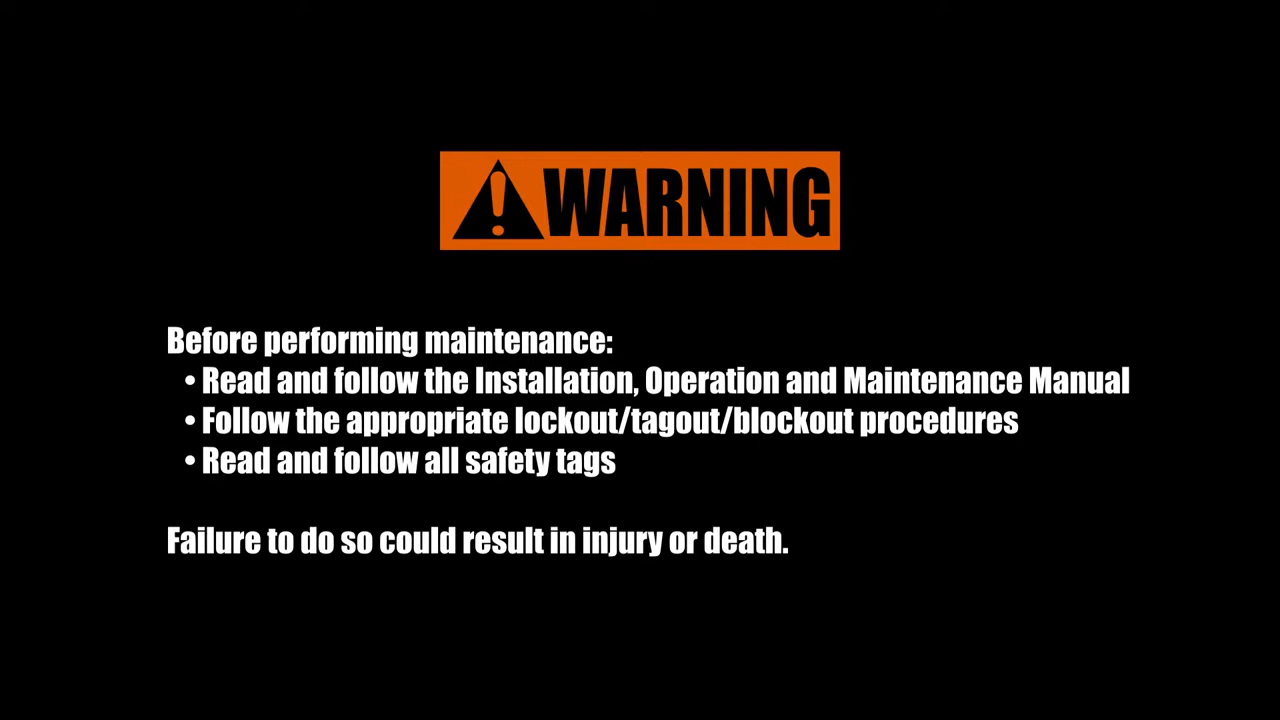 WARNING
Before performing maintenance:
• Read and follow the Installation, Operation and Maintenance Manual
• Follow the appropriate lockout/tagout/blockout procedures
• Read and follow all safety tags
Failure to do so could result in injury or death.